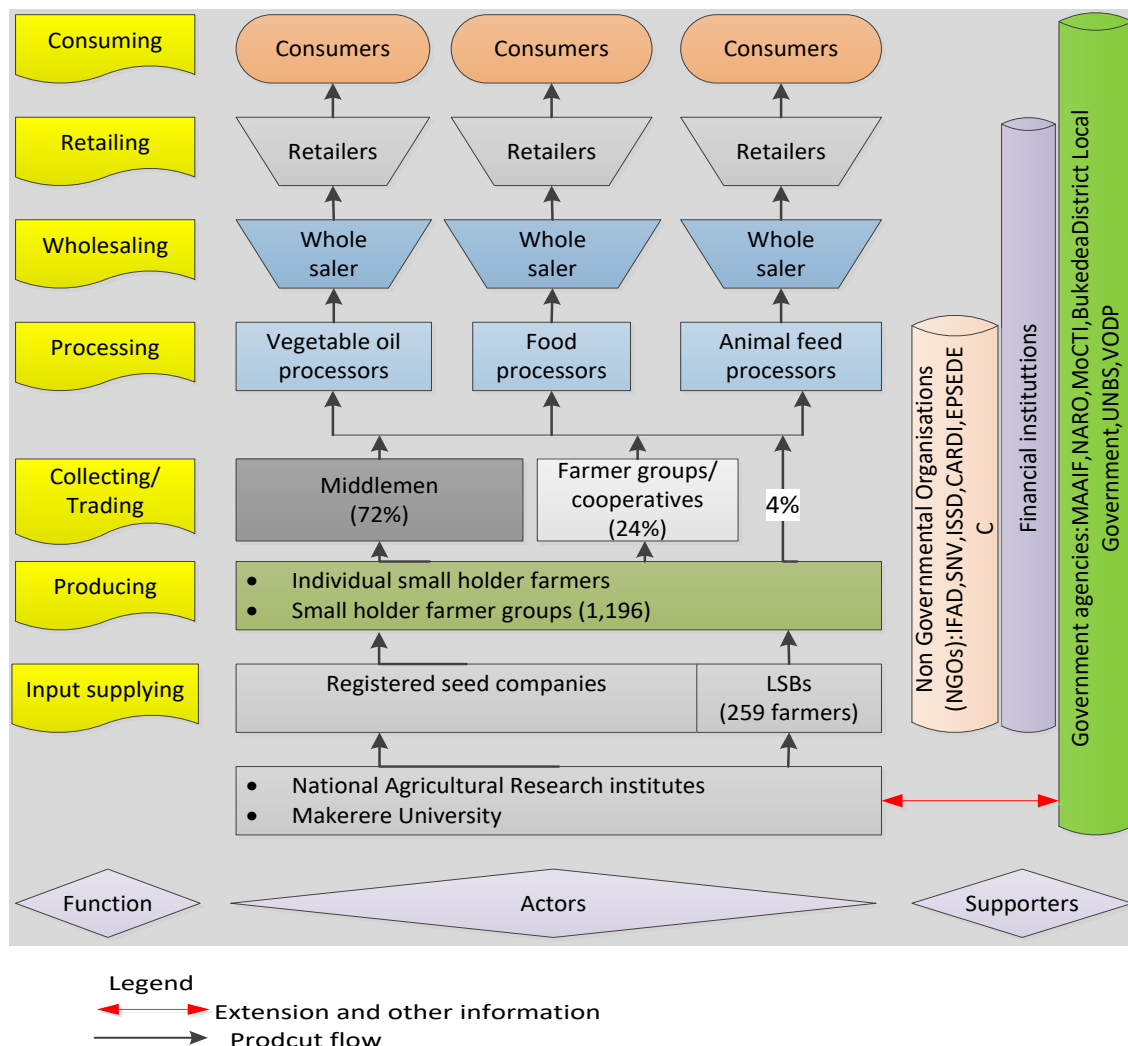 Consuming
Consumers
Consumers
Consumers
Retailing
Retailers
Retailers
Retailers
Wholesaling
Whole
saler
Whole
saler
Whole
saler
Processing
Vegetable oil
processors
Food
processors
Animal feed
processors
Collecting/
Trading
Middlemen
(72%)
Farmer groups/
cooperatives
(24%)
4%
Producing
• Individual small holder farmers
• Small holder farmer groups (1,196)
Input supplying
Registered seed companies
LSBs
(259 farmers)
• National Agricultural Research institutes
• Makerere University
Non Governmental Organisations
(NGOs):IFAD,SNV,ISSD,CARDI,EPSEDE
C
Financial instituttions
Government agencies:MAAIF,NARO,MoCTI,BukedeaDistrict Local
Government,UNBS,VODP
Function
Actors
Supporters
Legend
Extension and other information
Prodcut flow